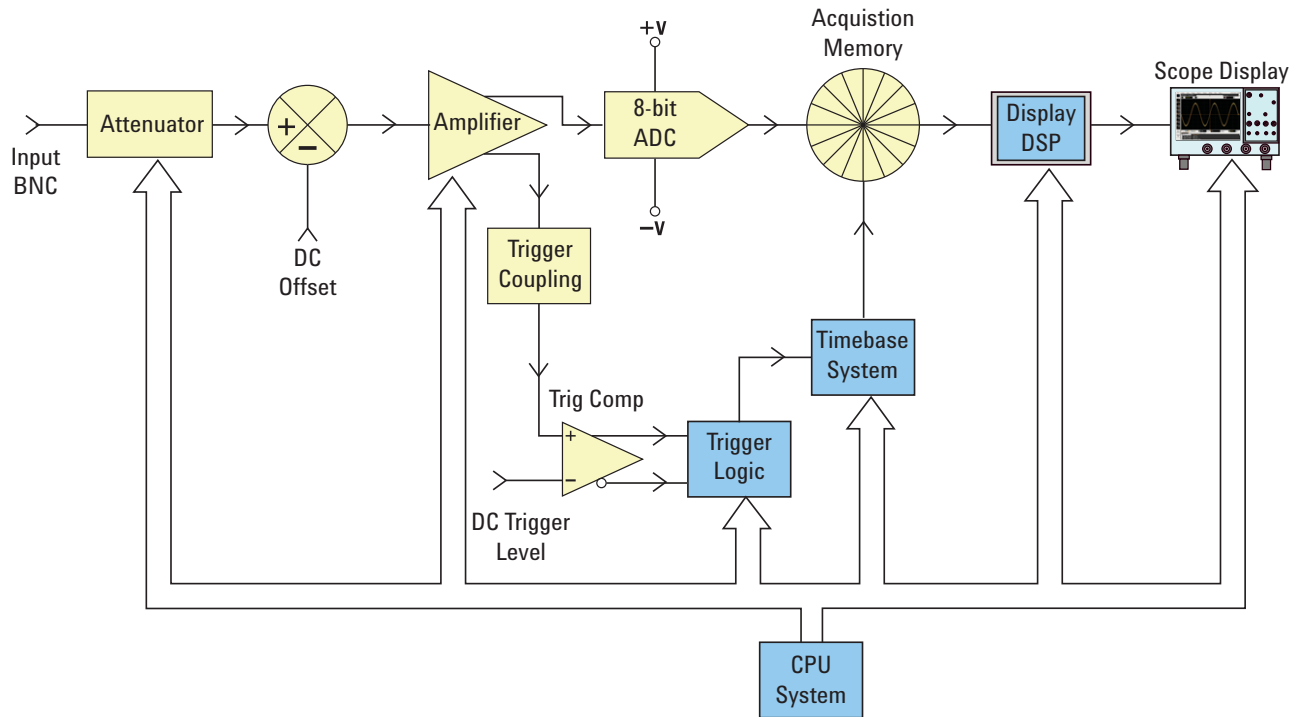 Input
BNC
Attenuator
+
−
DC
Offset
Amplifier
+v
8-bit
ADC
−v
Acquistion
Memory
Display
DSP
Scope Display
Trigger
Coupling
Timebase
System
Trig Comp
+
−
DC Trigger
Level
Trigger
Logic
CPU
System